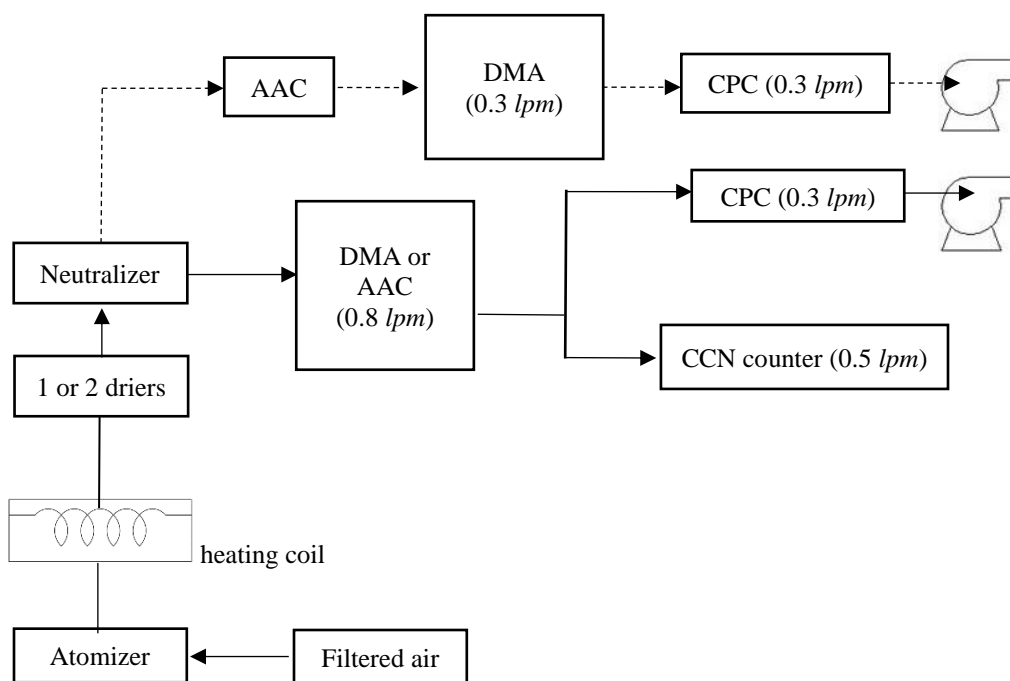 AAC
DMA
(0.3 lpm)
CPC (0.3 lpm)
CPC (0.3 lpm)
Neutralizer
DMA or
AAC
(0.8 lpm)
CCN counter (0.5 lpm)
1 or 2 driers
heating coil
Atomizer
Filtered air